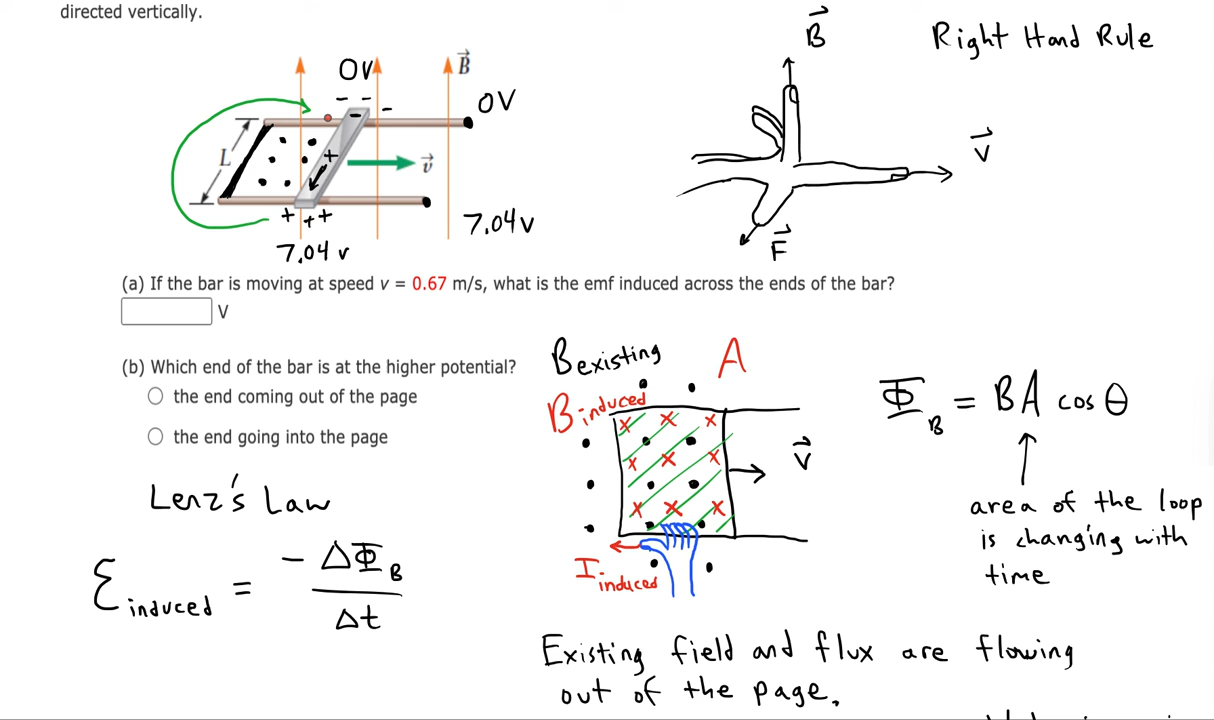 directed vertically.
B
Right Hand Rule
0V
B
0V
- - -
-
V
L
+
v
+ + +
7.04v
F
7.04 v
(a) If the bar is moving at speed v = 0.67 m/s, what is the emf induced across the ends of the bar?
V
(b) Which end of the bar is at the higher potential?
the end coming out of the page
the end going into the page
B existing
A
B induced
x x x
x x x
x x x
V
Φ B = BA cos θ
area of the loop
is changing with
time
I induced
Lenz's Law
ℰ induced = - ΔΦ B / Δt
Existing field and flux are flowing
out of the page.